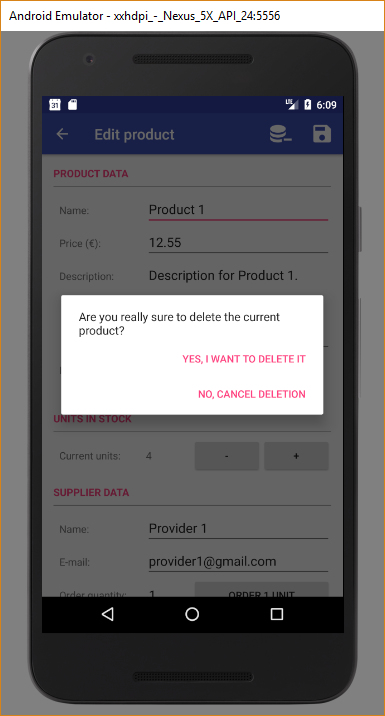 Android Emulator - xxhdpi_-_Nexus_5X_API_24:5556
31
LTE
6:09
Edit product
PRODUCT DATA
Name:
Product 1
Price (€):
12.55
Description:
Description for Product 1.
Are you really sure to delete the current
product?
YES, I WANT TO DELETE IT
NO, CANCEL DELETION
UNITS IN STOCK
Current units:
4
-
+
SUPPLIER DATA
Name:
Provider 1
E-mail:
provider1@gmail.com
Order quantity:
1
ORDER 1 UNIT